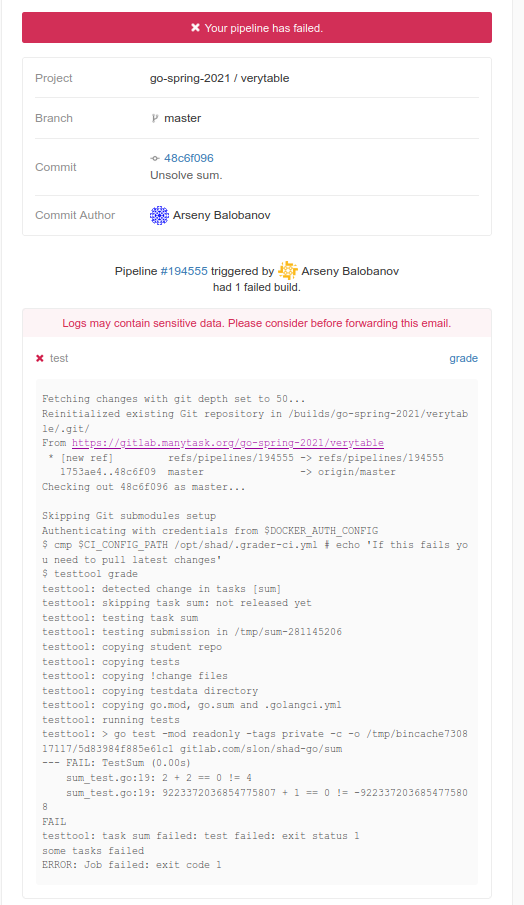 ✖ Your pipeline has failed.
Project go-spring-2021 / verytable
Branch master
Commit 48c6f096
Unsolve sum.
Commit Author Arseny Balobanov
Pipeline #194555 triggered by Arseny Balobanov
had 1 failed build.
Logs may contain sensitive data. Please consider before forwarding this email.
✖ test grade
Fetching changes with git depth set to 50...
Reinitialized existing Git repository in /builds/go-spring-2021/verytab
le/.git/
From https://gitlab.manytask.org/go-spring-2021/verytable
* [new ref] refs/pipelines/194555 -> refs/pipelines/194555
1753ae4..48c6f09 master -> origin/master
Checking out 48c6f096 as master...
Skipping Git submodules setup
Authenticating with credentials from $DOCKER_AUTH_CONFIG
$ cmp $CI_CONFIG_PATH /opt/shad/.grader-ci.yml # echo 'If this fails yo
u need to pull latest changes'
$ testtool grade
testtool: detected change in tasks [sum]
testtool: skipping task sum: not released yet
testtool: testing task sum
testtool: testing submission in /tmp/sum-281145206
testtool: copying student repo
testtool: copying tests
testtool: copying !change files
testtool: copying testdata directory
testtool: copying go.mod, go.sum and .golangci.yml
testtool: running tests
testtool: > go test -mod readonly -tags private -c -o /tmp/bincache7308
17117/5d83984f885e61c1 gitlab.com/slon/shad-go/sum
--- FAIL: TestSum (0.00s)
sum_test.go:19: 2 + 2 == 0 != 4
sum_test.go:19: 9223372036854775807 + 1 == 0 != -922337203685477580
8
FAIL
testtool: task sum failed: test failed: exit status 1
some tasks failed
ERROR: Job failed: exit code 1